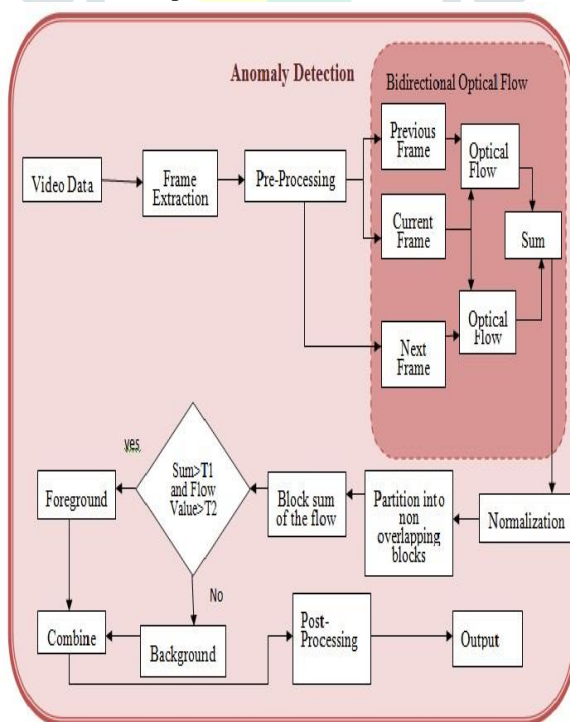 Anomaly Detection
Bidirectional Optical Flow
Video Data
Frame
Extraction
Pre-Processing
Previous
Frame
Optical
Flow
Current
Frame
Sum
Next
Frame
Optical
Flow
yes
Sum>T1
and Flow
Value>T2
No
Foreground
Block sum
of the flow
Partition into
non
overlapping
blocks
Normalization
Combine
Background
Post-
Processing
Output